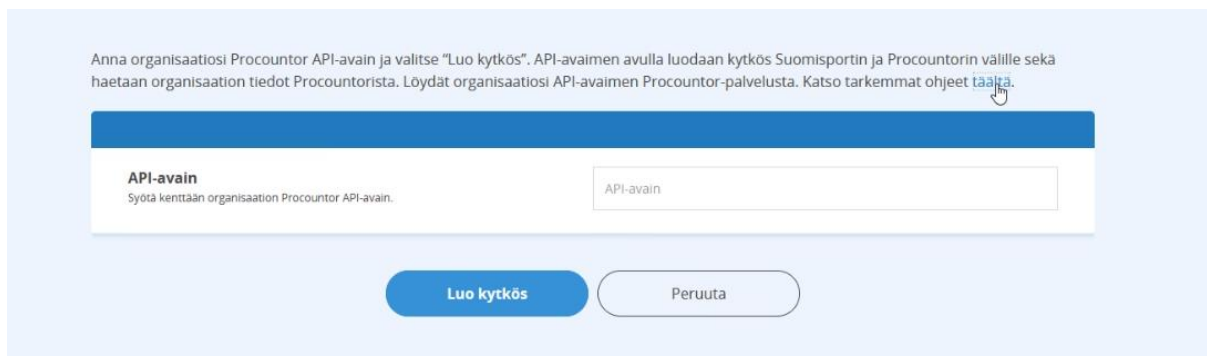 Anna organisaatiosi Procountor API-avain ja valitse “Luo kytkös”. API-avaimen avulla luodaan kytkös Suomisportin ja Procountorin välille sekä
haetaan organisaation tiedot Procountorista. Löydät organisaatiosi API-avaimen Procountor-palvelusta. Katso tarkemmat ohjeet täältä.
API-avain
API-avain
Syötä kenttään organisaation Procountor API-avain.
Luo kytkös
Peruuta